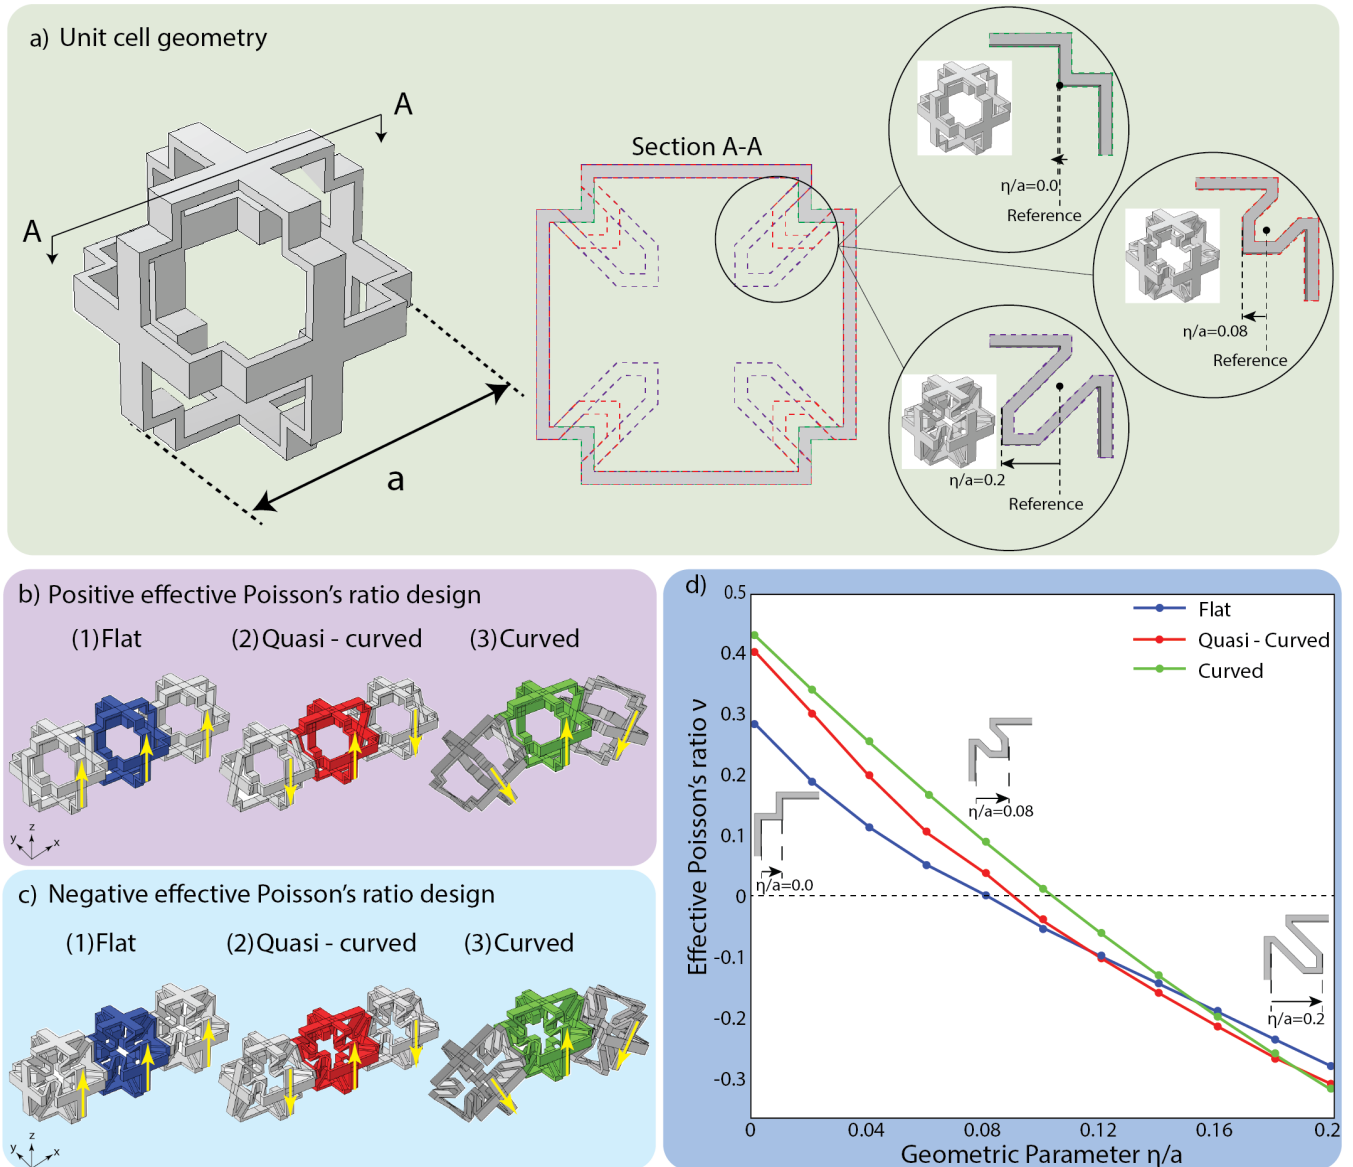 a) Unit cell geometry
A
A
a
Section A-A
η/a=0.0
Reference
η/a=0.08
Reference
η/a=0.2
Reference
b) Positive effective Poisson's ratio design
(1)Flat
(2)Quasi - curved
(3)Curved
z
y
x
c) Negative effective Poisson's ratio design
(1)Flat
(2)Quasi - curved
(3)Curved
z
y
x
d)
0.5
0.4
0.3
0.2
0.1
0
-0.1
-0.2
-0.3
Effective Poisson's ratio ν
Flat
Quasi - Curved
Curved
η/a=0.0
η/a=0.08
η/a=0.2
0
0.04
0.08
0.12
0.16
0.2
Geometric Parameter η/a